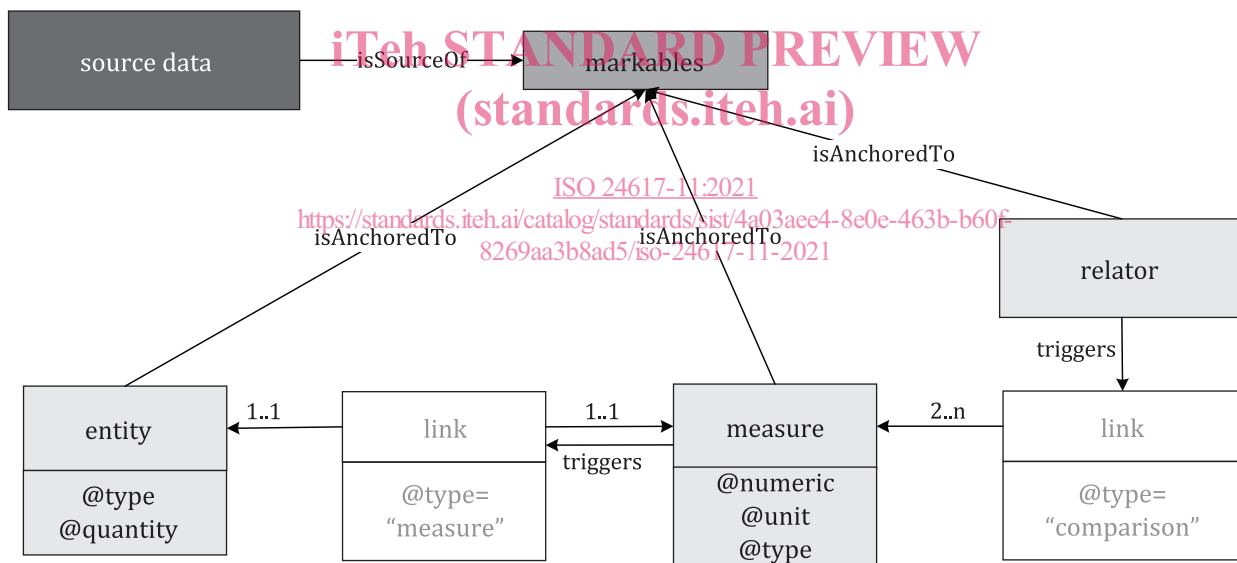 iTeh STANDARD PREVIEW
source data
isSourceOf
markables
(standards.iteh.ai)
isAnchoredTo
ISO 24617-11:2021
https://standards.iteh.ai/catalog/standards/sist/4a03aee4-8e0e-463b-b60f-
isAnchoredTo
isAnchoredTo
8269aa3b8ad5/iso-24617-11-2021
relator
triggers
entity
1..1
link
1..1
triggers
measure
2..n
link
@type
@quantity
@type=
“measure”
@numeric
@unit
@type
@type=
“comparison”